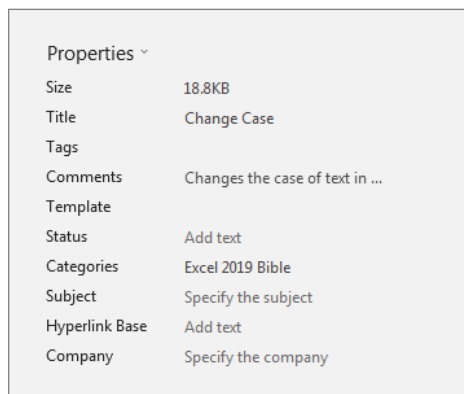 Properties
Size 18.8KB
Title Change Case
Tags
Comments Changes the case of text in ...
Template
Status Add text
Categories Excel 2019 Bible
Subject Specify the subject
Hyperlink Base Add text
Company Specify the company